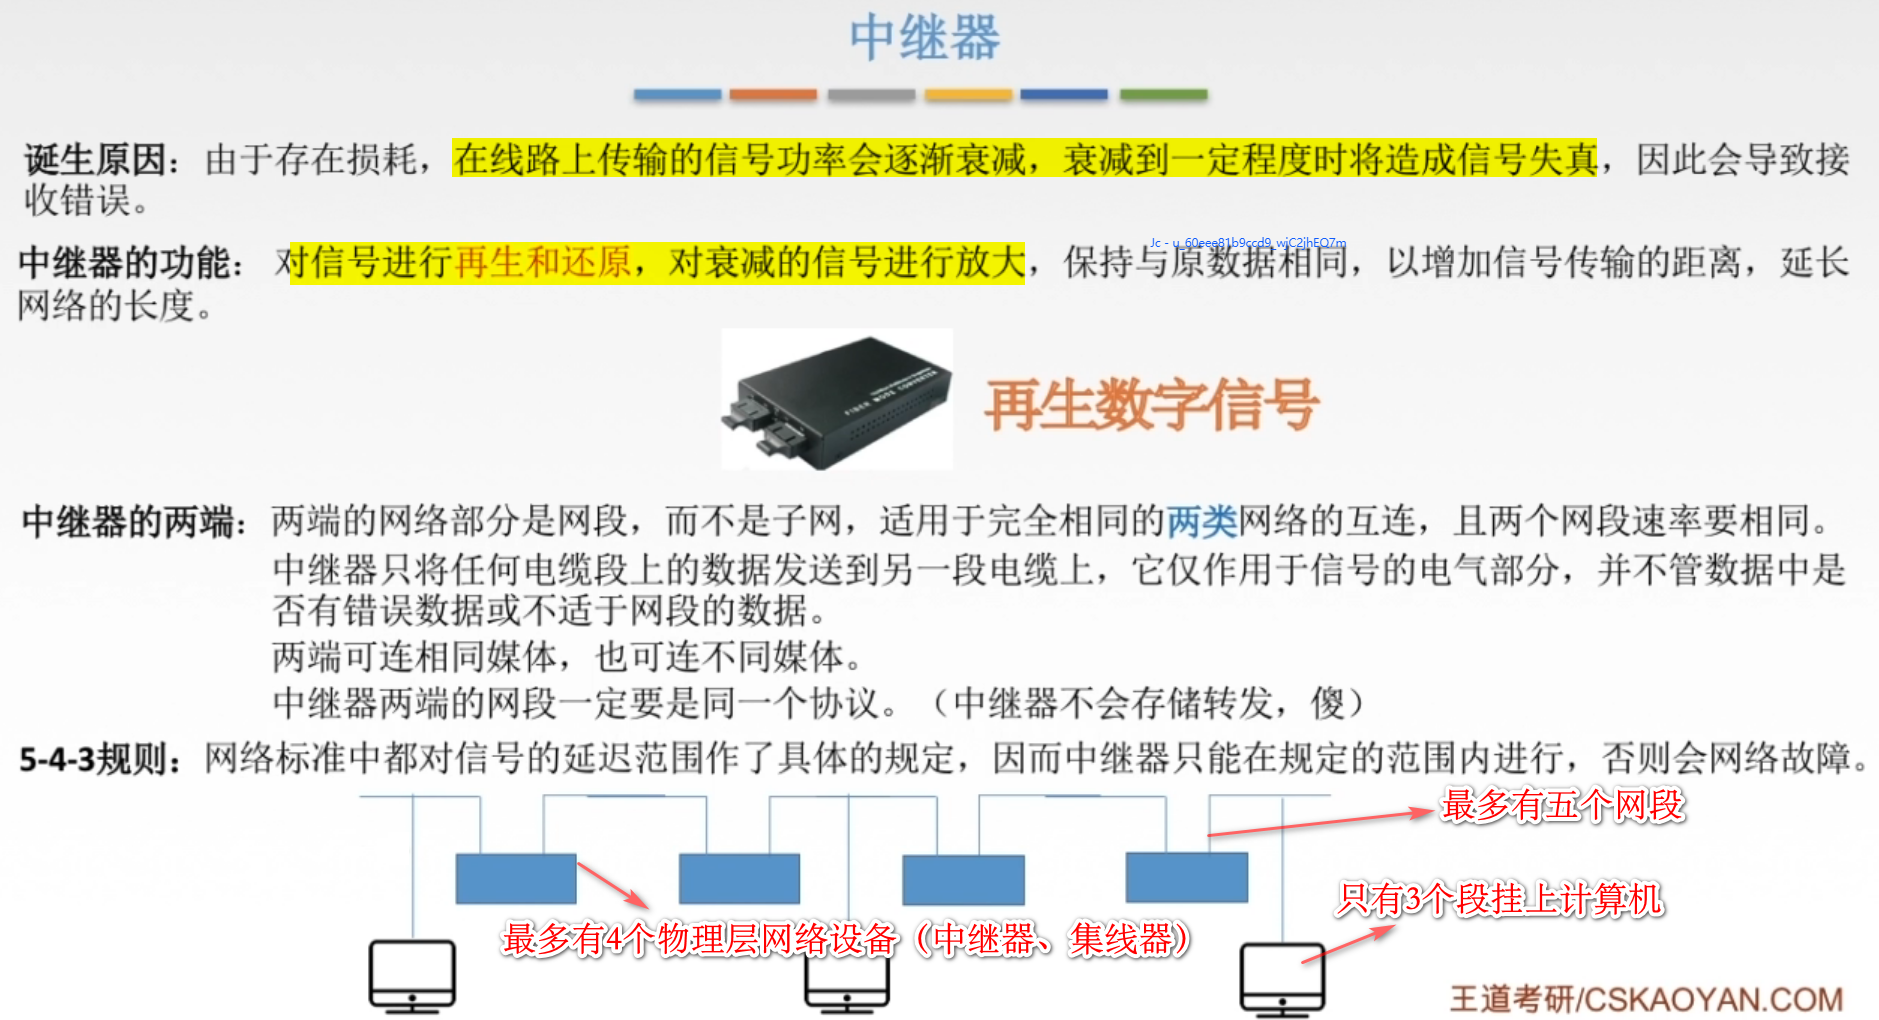 中继器
诞生原因：由于存在损耗，在线路上传输的信号功率会逐渐衰减，衰减到一定程度时将造成信号失真，因此会导致接
收错误。
Jc - u_60eee81b9ccd9_wjC2jhEO7m
中继器的功能： 对信号进行再生和还原，对衰减的信号进行放大，保持与原数据相同，以增加信号传输的距离，延长
网络的长度。
FIBER MODE CONVERTER
再生数字信号
中继器的两端：两端的网络部分是网段，而不是子网，适用于完全相同的两类网络的互连，且两个网段速率要相同。
中继器只将任何电缆段上的数据发送到另一段电缆上，它仅作用于信号的电气部分，并不管数据中是
否有错误数据或不适于网段的数据。
两端可连相同媒体，也可连不同媒体。
中继器两端的网段一定要是同一个协议。（中继器不会存储转发，傻）
5-4-3规则：网络标准中都对信号的延迟范围作了具体的规定，因而中继器只能在规定的范围内进行，否则会网络故障。
最多有五个网段
只有3个段挂上计算机
最多有4个物理层网络设备（中继器、集线器）
王道考研/CSKAOYAN.COM